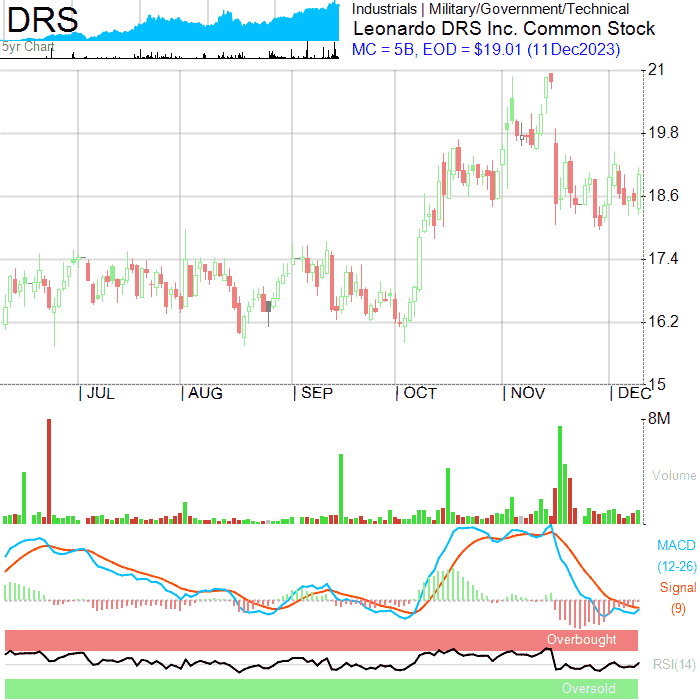 DRS
5yr Chart
Industrials | Military/Government/Technical
Leonardo DRS Inc. Common Stock
MC = 5B, EOD = $19.01 (11Dec2023)
21
19.8
18.6
17.4
16.2
15
JUL
AUG
SEP
OCT
NOV
DEC
8M
Volume
MACD
(12-26)
Signal
(9)
Overbought
RSI(14)
Oversold